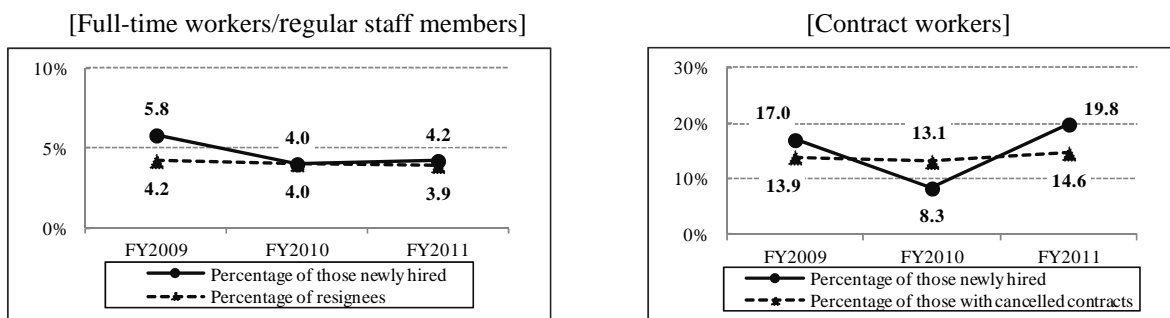 [Full-time workers/regular staff members]
10%
5%
0%
5.8
4.0
4.2
4.2
4.0
3.9
FY2009 FY2010 FY2011
Percentage of those newly hired
Percentage of resignees
[Contract workers]
30%
20%
10%
0%
17.0
13.1
19.8
13.9
8.3
14.6
FY2009 FY2010 FY2011
Percentage of those newly hired
Percentage of those with cancelled contracts